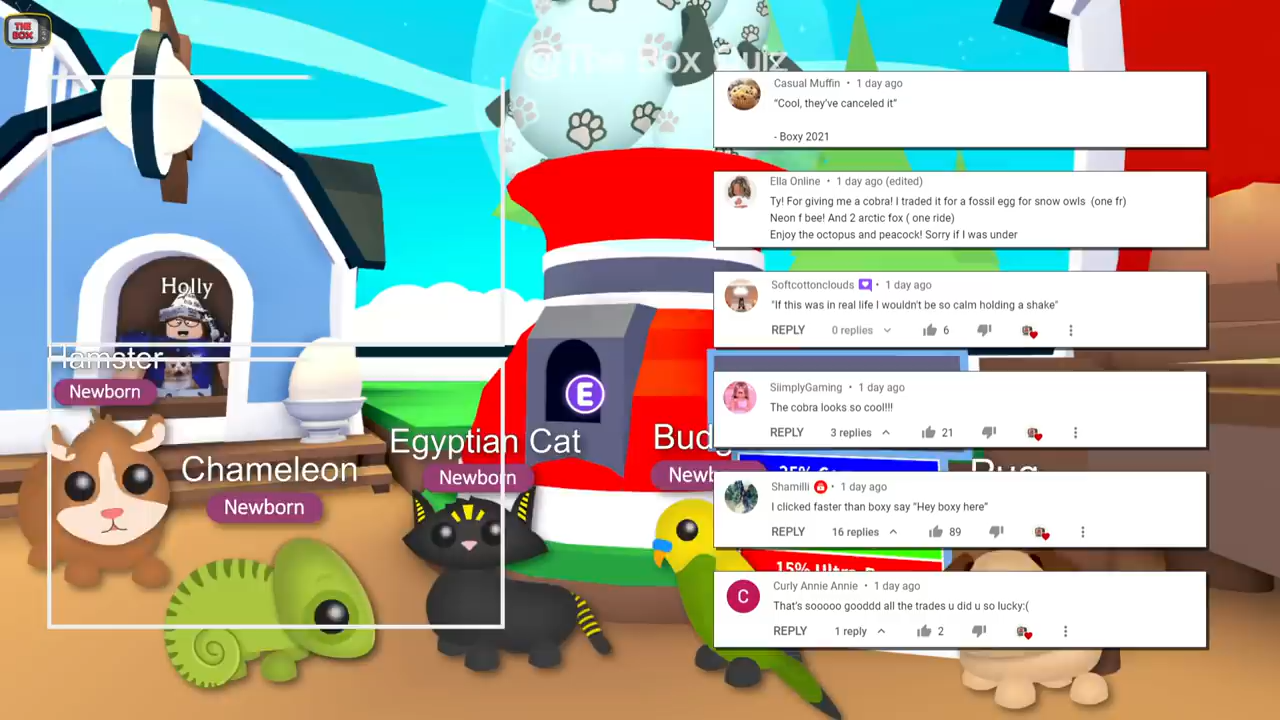 THE
BOX
@The Box Quiz
Casual Muffin • 1 day ago
“Cool, they’ve canceled it”
- Boxy 2021
Ella Online • 1 day ago (edited)
Ty! For giving me a cobra! I traded it for a fossil egg for snow owls (one fr)
Neon f bee! And 2 arctic fox ( one ride)
Enjoy the octopus and peacock! Sorry if I was under
Softcottonclouds • 1 day ago
"If this was in real life I wouldn't be so calm holding a shake"
REPLY 0 replies 6
SiimplyGaming • 1 day ago
The cobra looks so cool!!!
REPLY 3 replies 21
Shamilli • 1 day ago
I clicked faster than boxy say “Hey boxy here”
REPLY 16 replies 89
15%
Curly Annie Annie • 1 day ago
That's sooooo gooddd all the trades u did u so lucky:(
REPLY 1 reply 2
C
Holly
Hamster
Newborn
Chameleon
Newborn
Egyptian Cat
Newborn
E